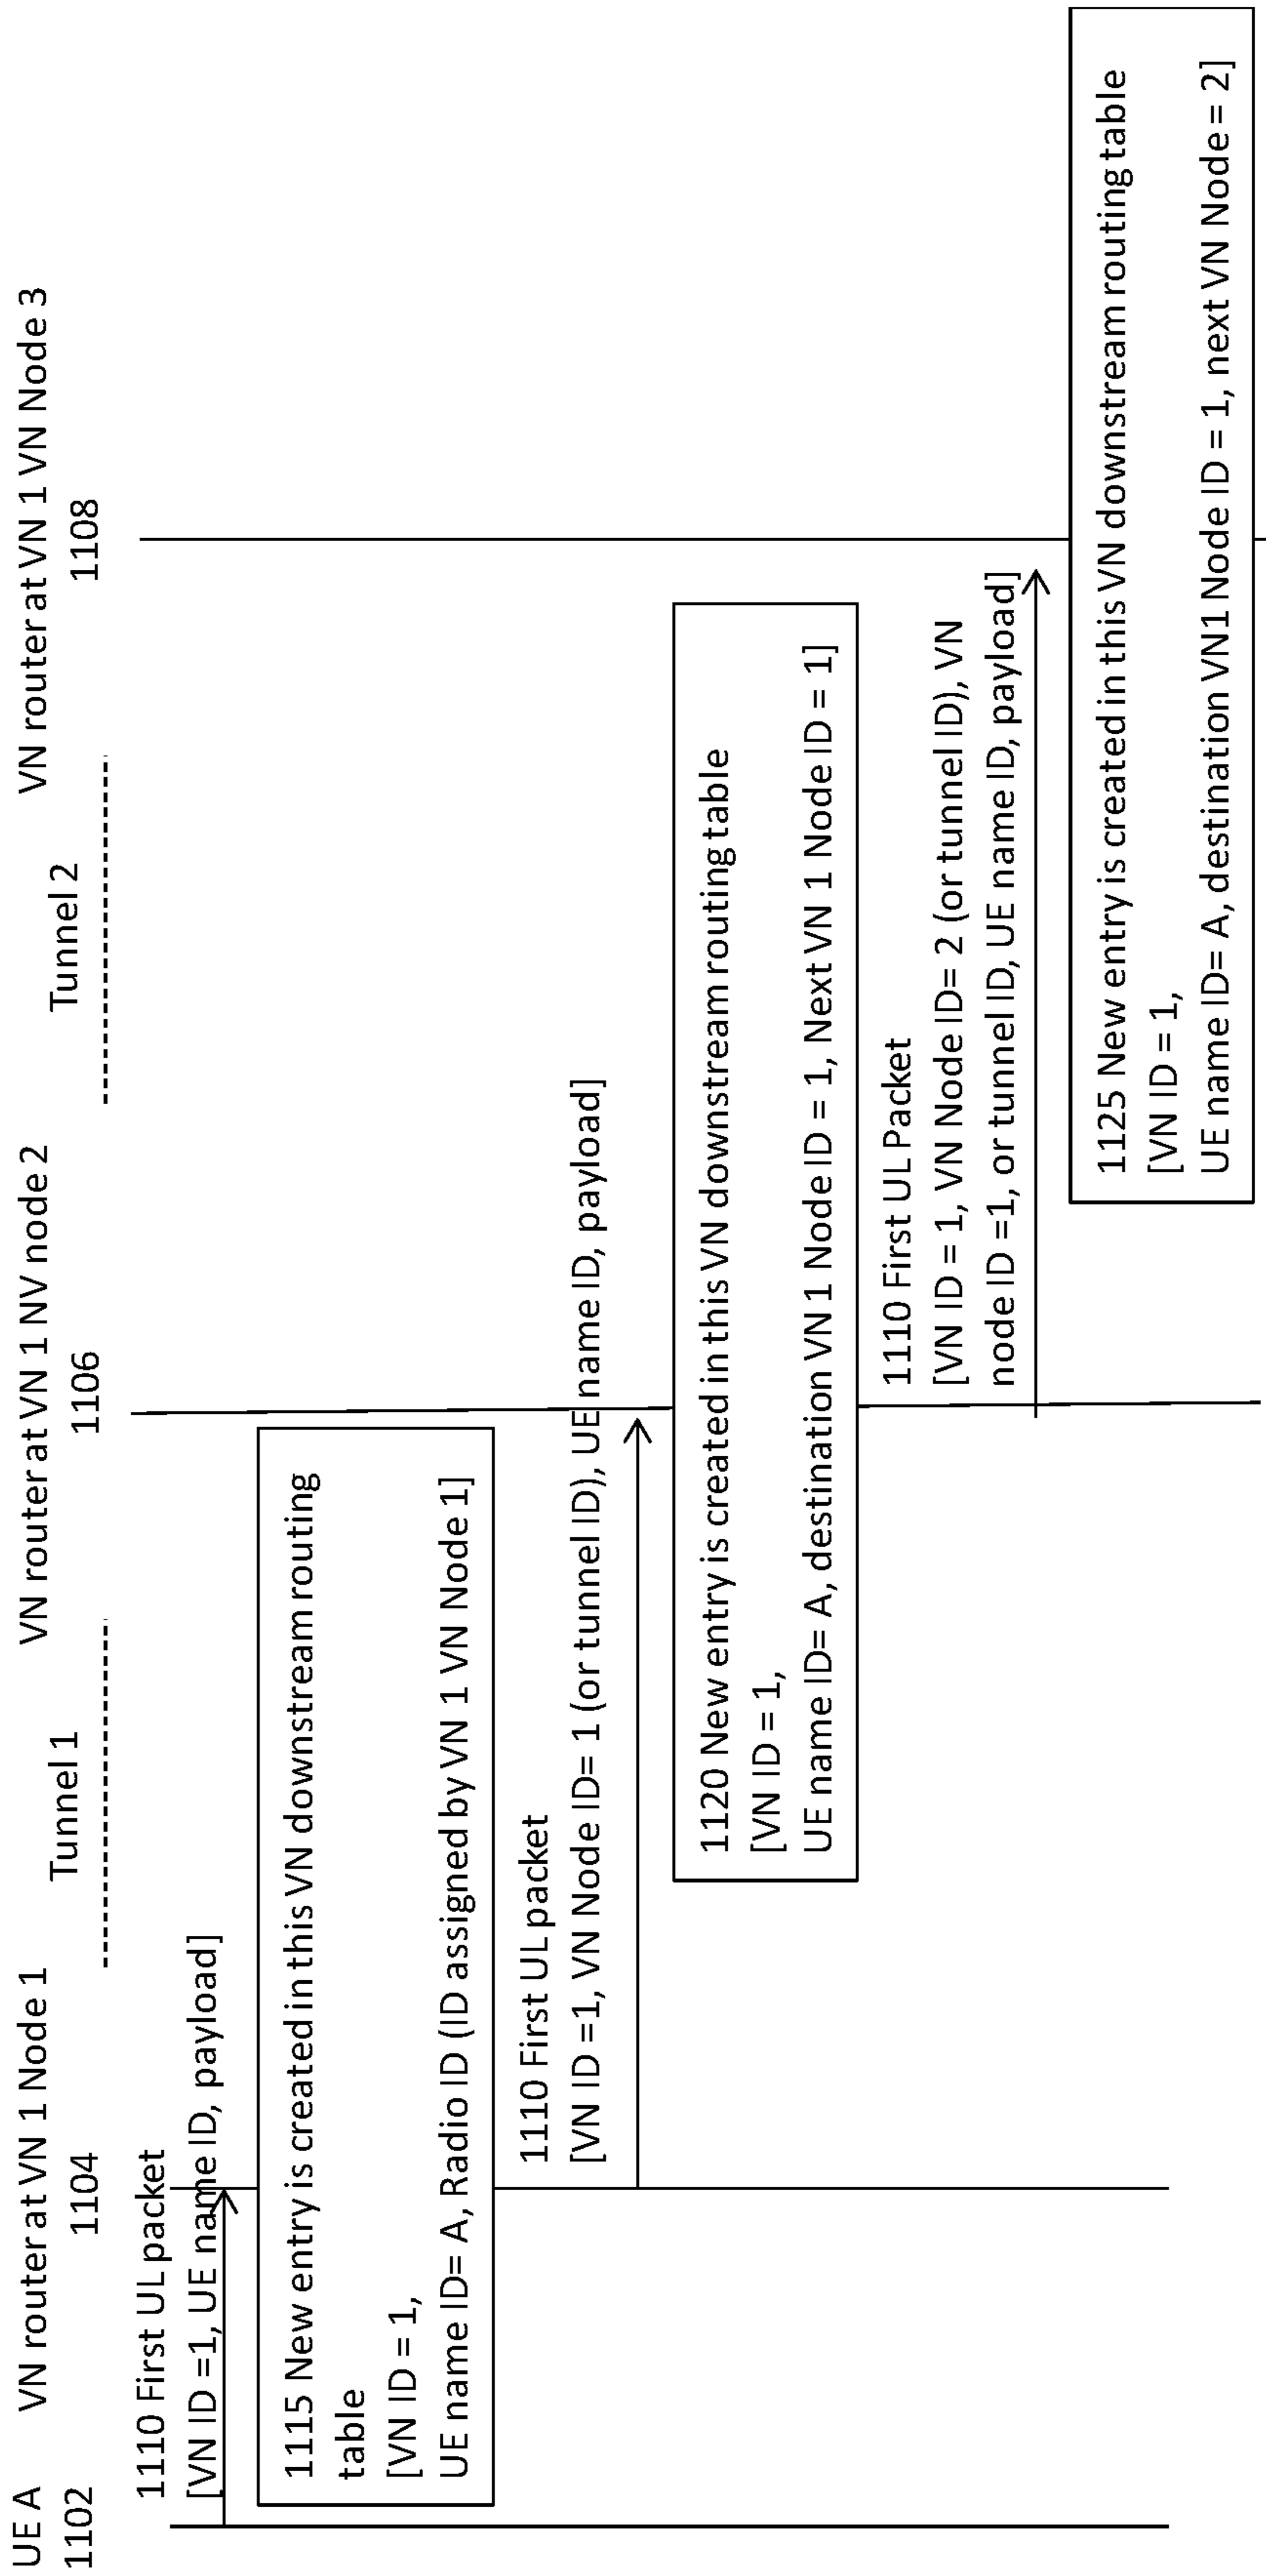 UE A
1102
VN router at VN 1 Node 1
1104
Tunnel 1
VN router at VN 1 NV node 2
1106
Tunnel 2
VN router at VN 1 VN Node 3
1108
1110 First UL packet
[VN ID =1, UE name ID, payload]
1115 New entry is created in this VN downstream routing
table
[VN ID = 1,
UE name ID= A, Radio ID (ID assigned by VN 1 VN Node 1]
1110 First UL packet
[VN ID =1, VN Node ID= 1 (or tunnel ID), UE name ID, payload]
1120 New entry is created in this VN downstream routing table
[VN ID = 1,
UE name ID= A, destination VN 1 Node ID = 1, Next VN 1 Node ID = 1]
1110 First UL Packet
[VN ID = 1, VN Node ID= 2 (or tunnel ID), VN
node ID =1, or tunnel ID, UE name ID, payload]
1125 New entry is created in this VN downstream routing table
[VN ID = 1,
UE name ID= A, destination VN1 Node ID = 1, next VN Node = 2]